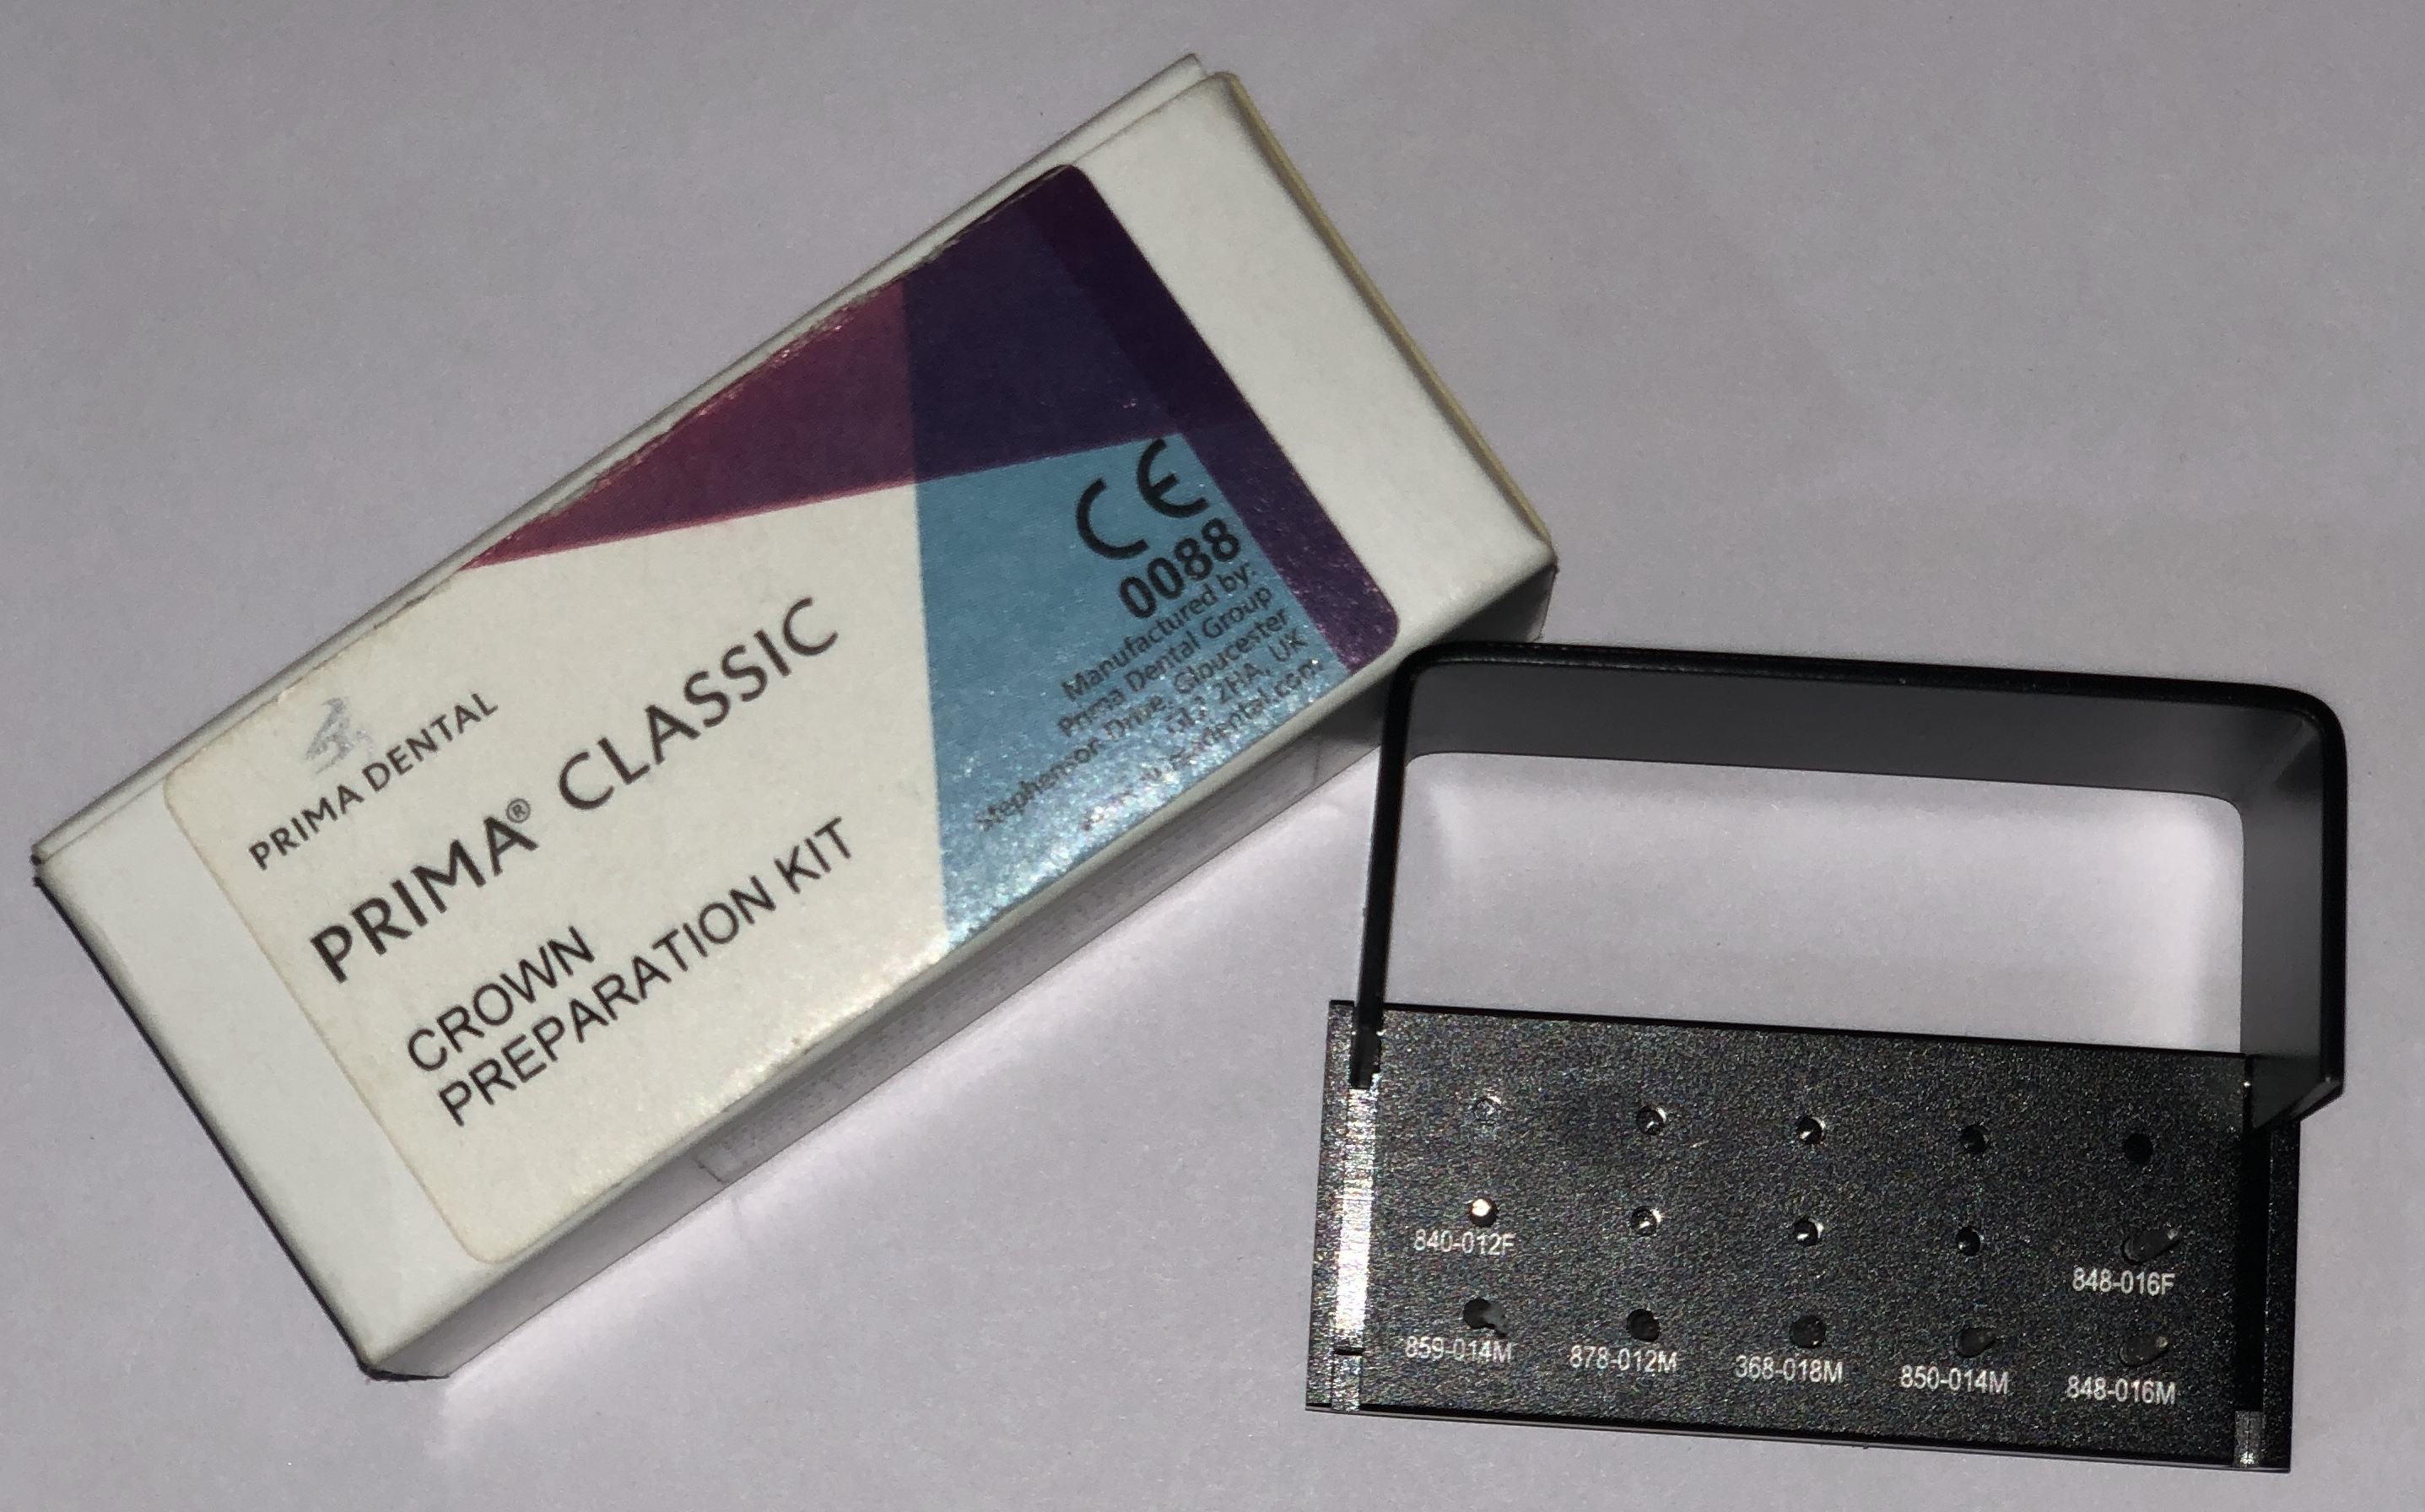 PRIMA DENTAL
PRIMA® CLASSIC
CROWN
PREPARATION KIT
CE
0088
Manufactured by:
Prima Dental Group
Stephenson Drive, Gloucester
GL2 2HA, UK
840-012F
848-016F
859-014M
878-012M
368-018M
850-014M
848-016M